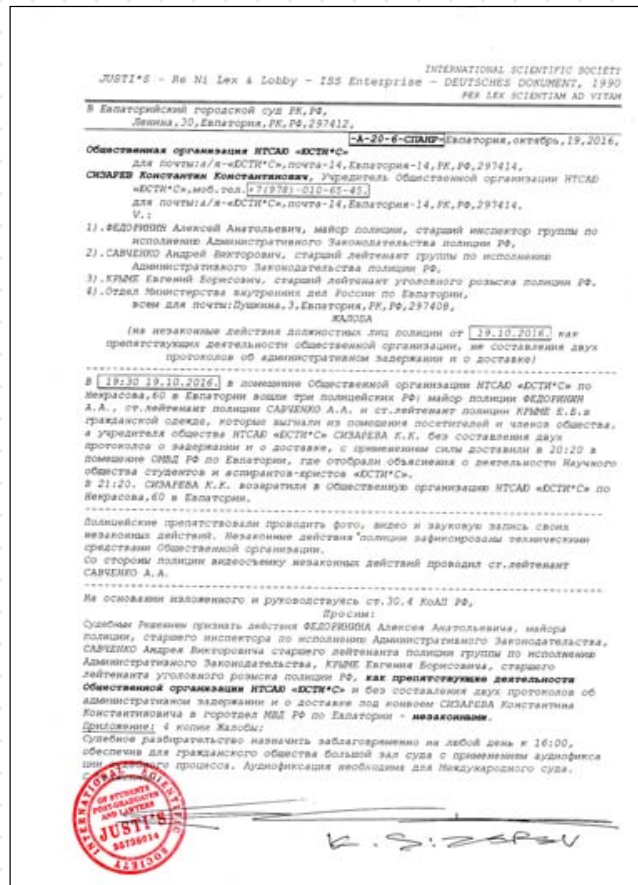 INTERNATIONAL SCIENTIFIC SOCIETY
JUSTI*S - Re Ni Lex & Lobby - ISS Enterprise - DEUTSCHES DOKUMENT, 1990
PER LEX SCIENTIAM AD VITAM
В Евпаторийский городской суд РК,РФ,
Ленина,30,Евпатория,РК,РФ,297412,
-А-20-6-СПАНР-Евпатория,октябрь,19,2016,
Общественная организация НТСАЮ «ЮСТИ*С»
для почты:а/я-«ЮСТИ*С»,почта-14,Евпатория-14,РК,РФ,297414,
СИЗАРЕВ Константин Константинович, Учредитель Общественной организации НТСАЮ
«ЮСТИ*С»,моб.тел.+7(978)-010-65-45.
для почты:а/я-«ЮСТИ*С»,почта-14,Евпатория-14,РК,РФ,297414,
V.:
1).ФЕДОРИНИН Алексей Анатольевич, майор полиции, старший инспектор группы по
исполнению Административного Законодательства полиции РФ,
2).САВЧЕНКО Андрей Викторович, старший лейтенант группы по исполнению
Административного Законодательства полиции РФ,
3).КРЫМЕ Евгений Борисович, старший лейтенант уголовного розыска полиции РФ.
4).Отдел Министерства внутренних дел России по Евпатории,
всем для почты:Пушкина,3,Евпатория,РК,РФ,297408,
ЖАЛОБА
(на незаконные действия должностных лиц полиции от 19.10.2016. как
препятствующих деятельности общественной организации, не составления двух
протоколов об административном задержании и о доставке)
В 19:30 19.10.2016. в помещение Общественной организации НТСАЮ «ЮСТИ*С» по
Некрасова,60 в Евпатории вошли три полицейских РФ: майор полиции ФЕДОРИНИН
А.А., ст.лейтенант полиции САВЧЕНКО А.А. и ст.лейтенант полиции КРЫМЕ Е.Б.в
гражданской одежде, которые выгнали из помещения посетителей и членов общества,
а учредителя общества НТСАЮ «ЮСТИ*С» СИЗАРЕВА К.К. без составления двух
протоколов о задержании и о доставке, с применением силы доставили в 20:20 в
помещение ОМВД РФ по Евпатории, где отобрали объяснения о деятельности Научного
общества студентов и аспирантов-юристов «ЮСТИ*С».
В 21:20. СИЗАРЕВА К.К. возвратили в Общественную организацию НТСАЮ «ЮСТИ*С» по
Некрасова,60 в Евпатории.
Полицейские препятствовали проводить фото, видео и звуковую запись своих
незаконных действий. Незаконные действия полиции зафиксированы техническими
средствами Общественной организации.
Со стороны полиции видеосъемку незаконных действий проводил ст.лейтенант
САВЧЕНКО А.А.
На основании изложенного и руководствуясь ст.30.4 КоАП РФ,
Просим:
Судебным Решением признать действия ФЕДОРИНИНА Алексея Анатольевича, майора
полиции, старшего инспектора по исполнению Административного Законодательства,
САВЧЕНКО Андрея Викторовича старшего лейтенанта полиции группы по исполнению
Административного Законодательства, КРЫМЕ Евгения Борисовича, старшего
лейтенанта уголовного розыска полиции РФ, как препятствующие деятельности
Общественной организации НТСАЮ «ЮСТИ*С» и без составления двух протоколов об
административном задержании и о доставке под конвоем СИЗАРЕВА Константина
Константиновича в горотдел МВД РФ по Евпатории - незаконными.
Приложение: 4 копии Жалобы;
Судебное разбирательство назначить заблаговременно на любой день к 16:00,
обеспечив для гражданского общества большой зал суда с применением аудиофикса
ции процесса. Аудиофиксация необходима для Международного суда.
INTERNATIONAL SCIENTIFIC SOCIETY
OF STUDENTS
POST-GRADUATES
AND LAWYERS
JUSTI'S